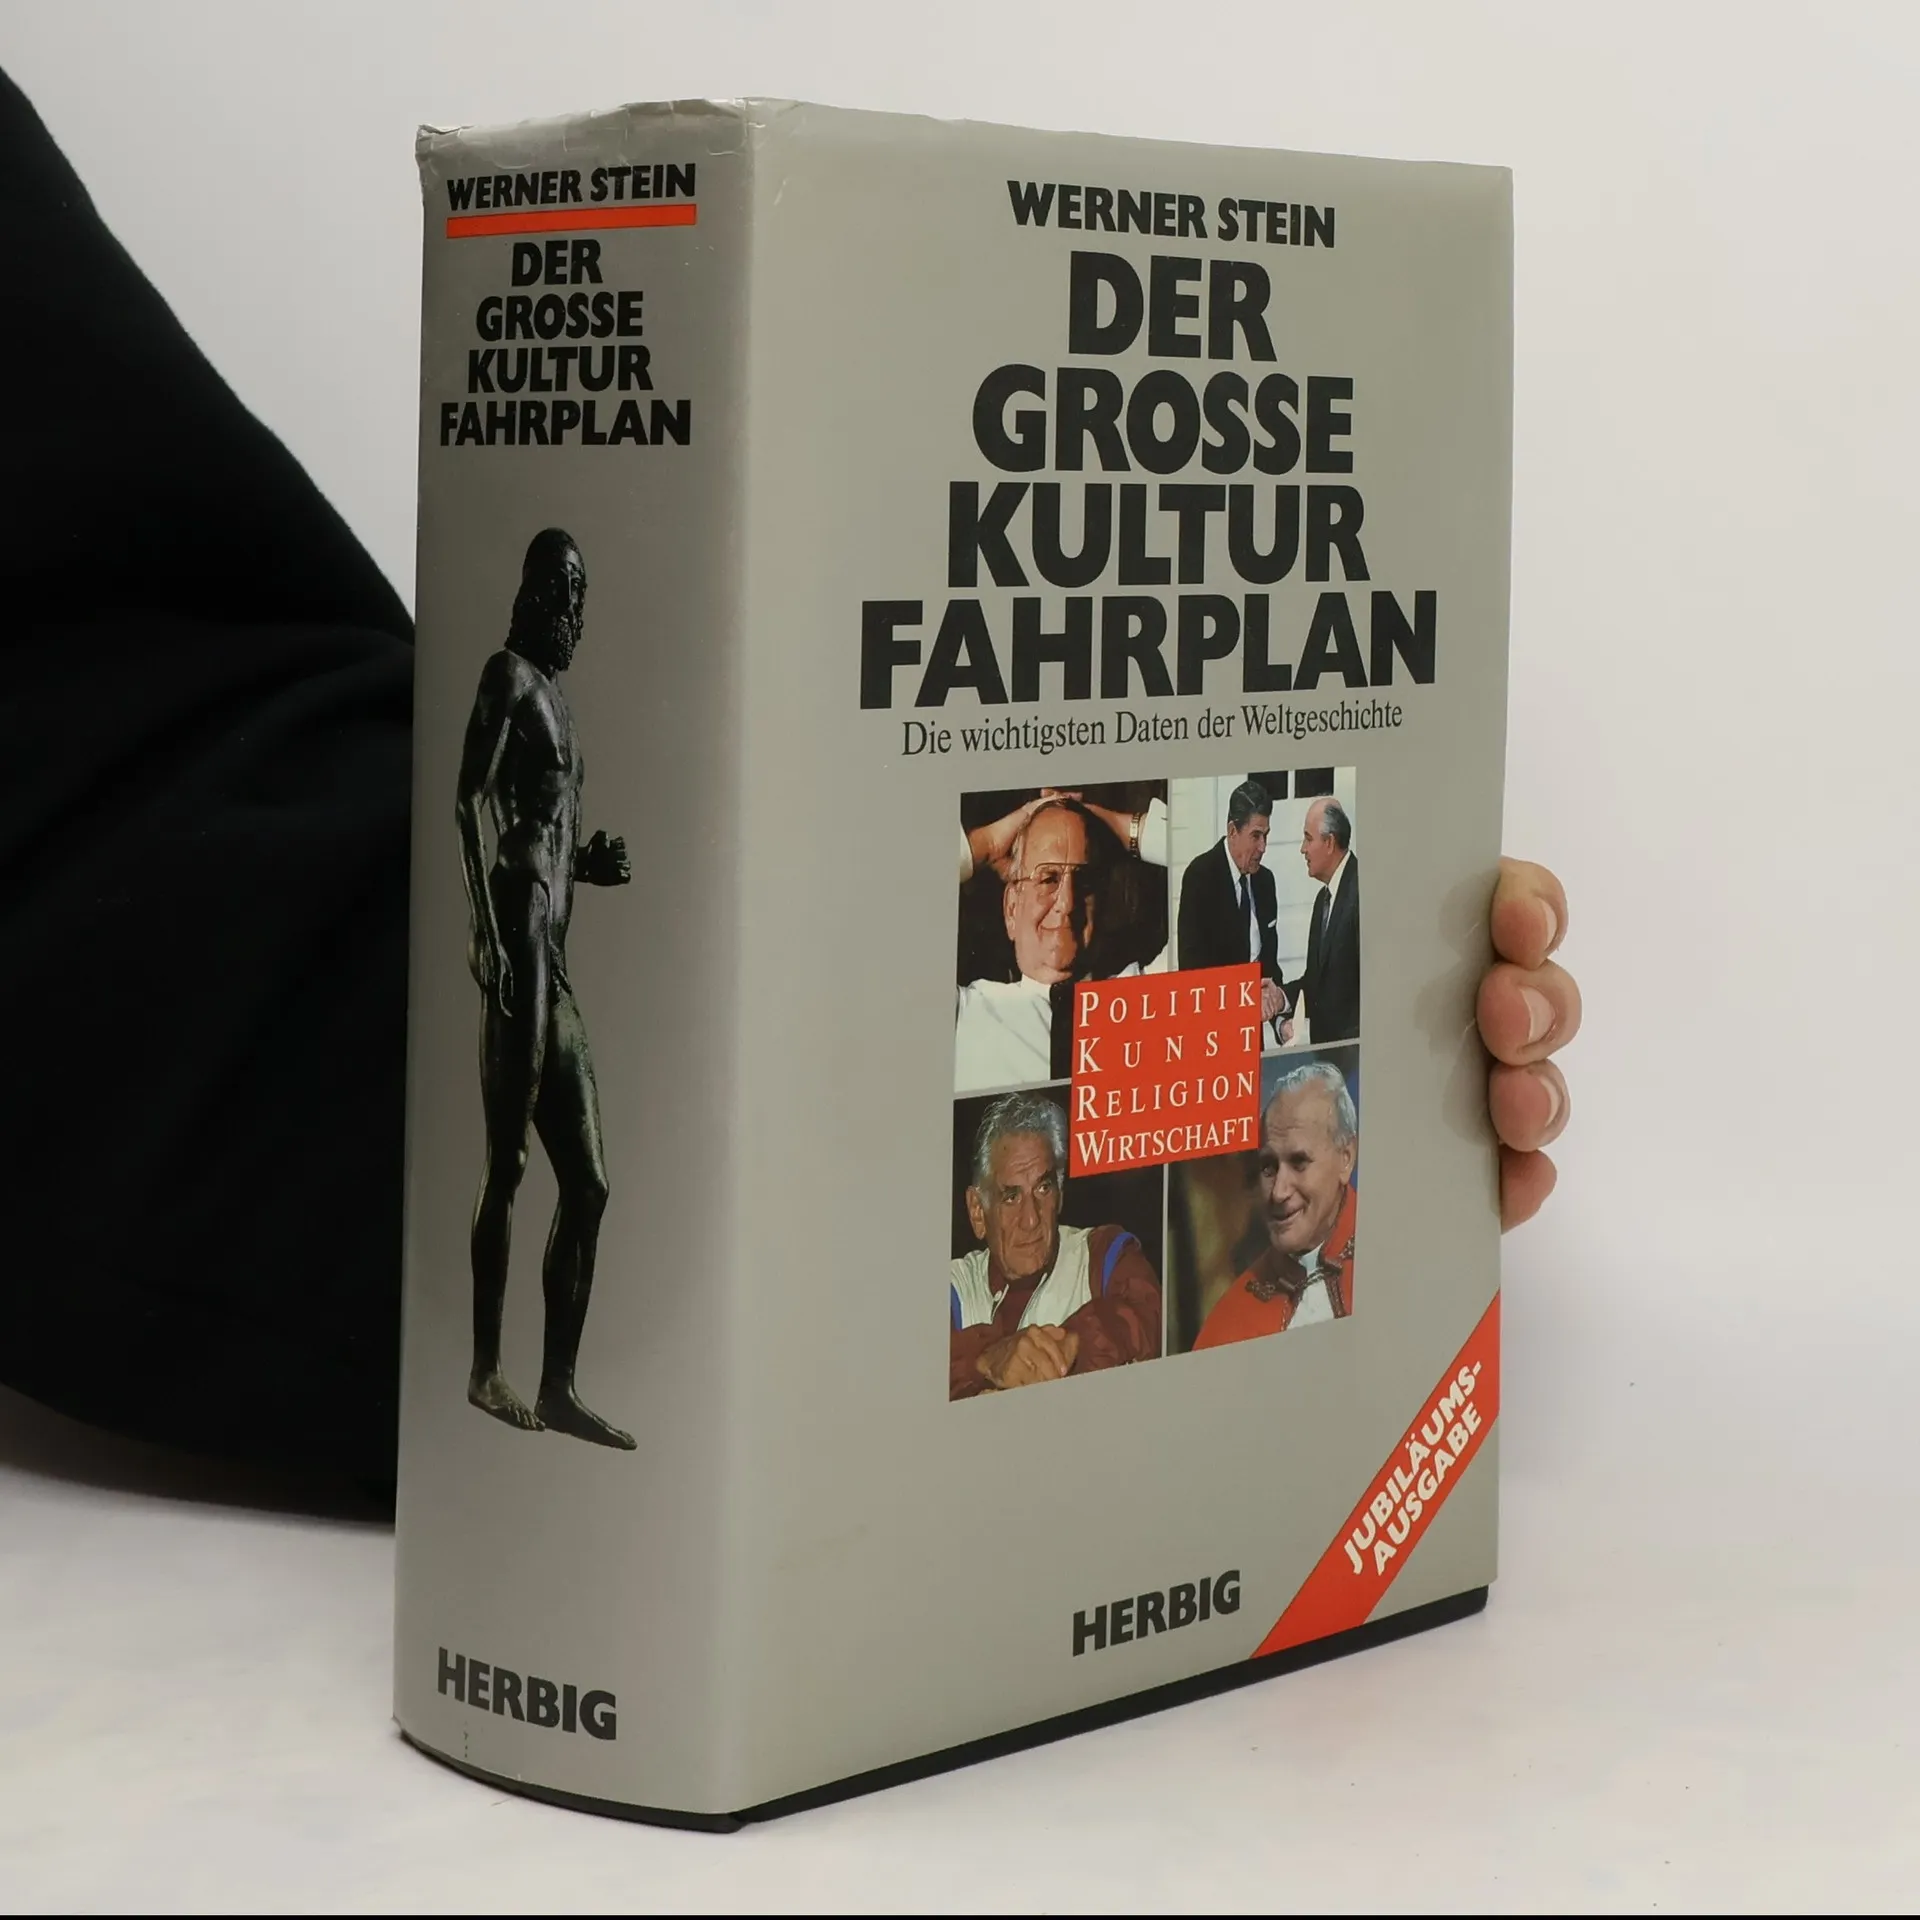 WERNER STEIN
DER
GROSSE
KULTUR
FAHRPLAN
HERBIG
WERNER STEIN
DER
GROSSE
KULTUR
FAHRPLAN
Die wichtigsten Daten der Weltgeschichte
POLITIK
KUNST
RELIGION
WIRTSCHAFT
JUBILÄUMS-
AUSGABE
HERBIG